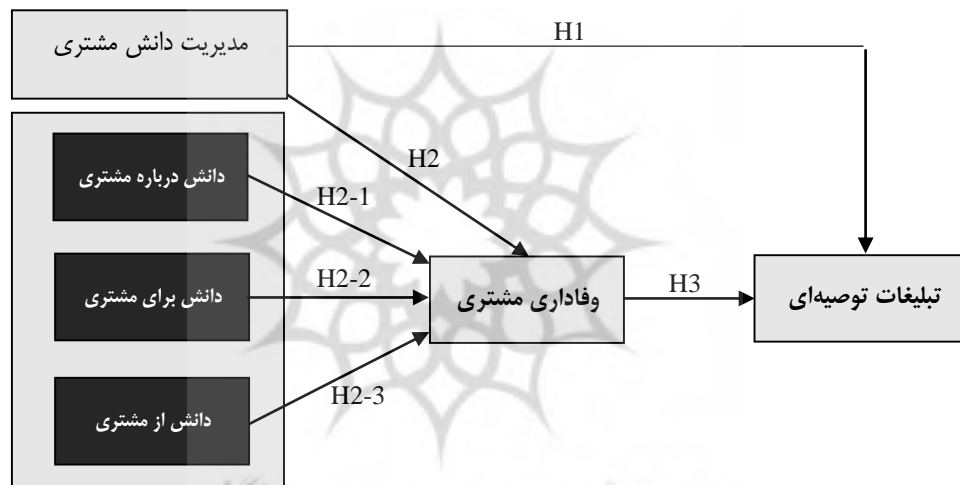 مدیریت دانش مشتری
H1
H2
دانش درباره مشتری
H2-1
دانش برای مشتری
H2-2
وفاداری مشتری
H3
تبلیغات توصیه‌ای
دانش از مشتری
H2-3